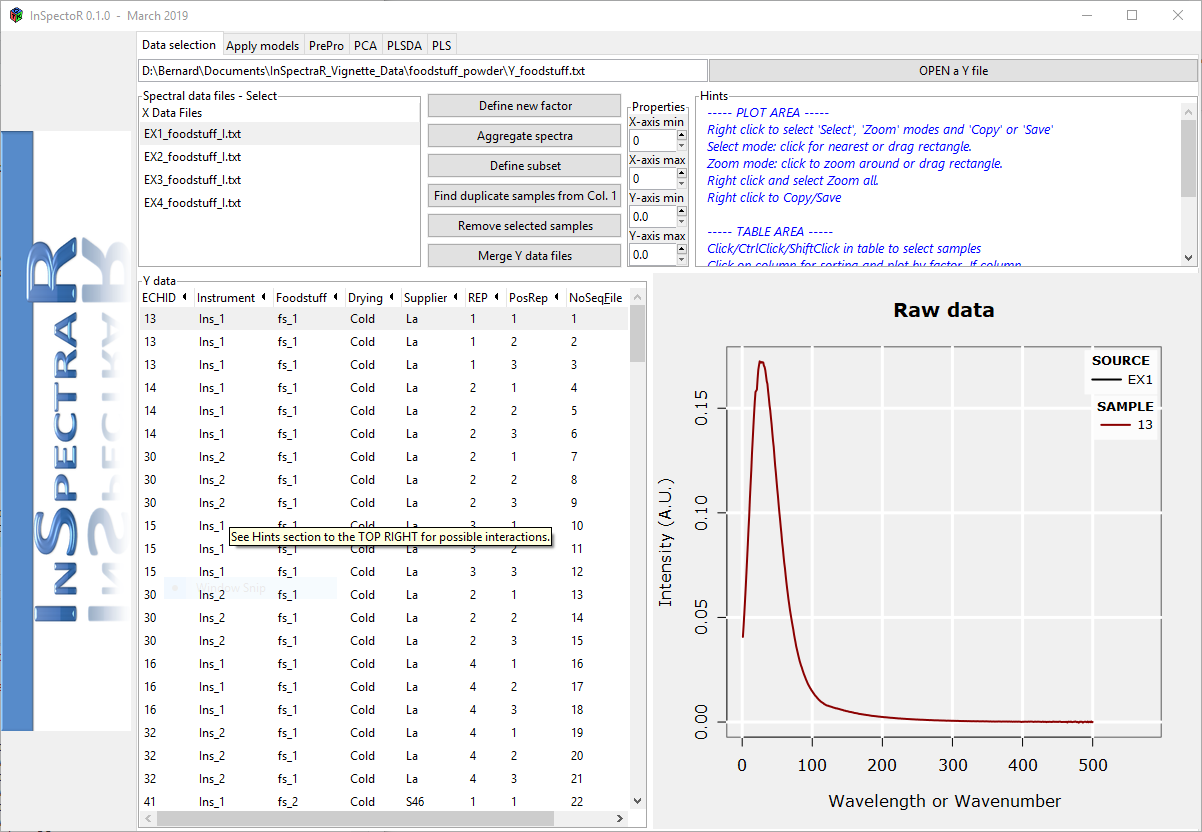 InSpectoR 0.1.0 - March 2019
Data selection Apply models PrePro PCA PLSDA PLS
D:\Bernard\Documents\InSpectraR_Vignette_Data\foodstuff_powder\Y_foodstuff.txt
OPEN a Y file
Spectral data files - Select
X Data Files
EX1_foodstuff_I.txt
EX2_foodstuff_I.txt
EX3_foodstuff_I.txt
EX4_foodstuff_I.txt
Define new factor
Aggregate spectra
Define subset
Find duplicate samples from Col. 1
Remove selected samples
Merge Y data files
Properties
X-axis min
0
X-axis max
0
Y-axis min
0.0
Y-axis max
0.0
Hints
----- PLOT AREA -----
Right click to select 'Select', 'Zoom' modes and 'Copy' or 'Save'
Select mode: click for nearest or drag rectangle.
Zoom mode: click to zoom around or drag rectangle.
Right click and select Zoom all.
Right click to Copy/Save
----- TABLE AREA -----
Click/CtrlClick/ShiftClick in table to select samples
Click on column for sorting and plot by factor. If column
INSPECTRAR
Y data
ECHID Instrument Foodstuff Drying Supplier REP PosRep NoSeqFile
13 Ins_1 fs_1 Cold La 1 1 1
13 Ins_1 fs_1 Cold La 1 2 2
13 Ins_1 fs_1 Cold La 1 3 3
14 Ins_1 fs_1 Cold La 2 1 4
14 Ins_1 fs_1 Cold La 2 2 5
14 Ins_1 fs_1 Cold La 2 3 6
30 Ins_2 fs_1 Cold La 2 1 7
30 Ins_2 fs_1 Cold La 2 2 8
30 Ins_2 fs_1 Cold La 2 3 9
15 Ins_1 fs_1 Cold La 3 1 10
See Hints section to the TOP RIGHT for possible interactions.
15 Ins_1 fs_1 Cold La 3 2 11
15 Ins_1 fs_1 Cold La 3 3 12
Window Snip
30 Ins_2 fs_1 Cold La 2 1 13
30 Ins_2 fs_1 Cold La 2 2 14
30 Ins_2 fs_1 Cold La 2 3 15
16 Ins_1 fs_1 Cold La 4 1 16
16 Ins_1 fs_1 Cold La 4 2 17
16 Ins_1 fs_1 Cold La 4 3 18
32 Ins_2 fs_1 Cold La 4 1 19
32 Ins_2 fs_1 Cold La 4 2 20
32 Ins_2 fs_1 Cold La 4 3 21
41 Ins_1 fs_2 Cold S46 1 1 22
Raw data
SOURCE
EX1
SAMPLE
13
Intensity (A.U.)
0.15
0.10
0.05
0.00
0 100 200 300 400 500
Wavelength or Wavenumber